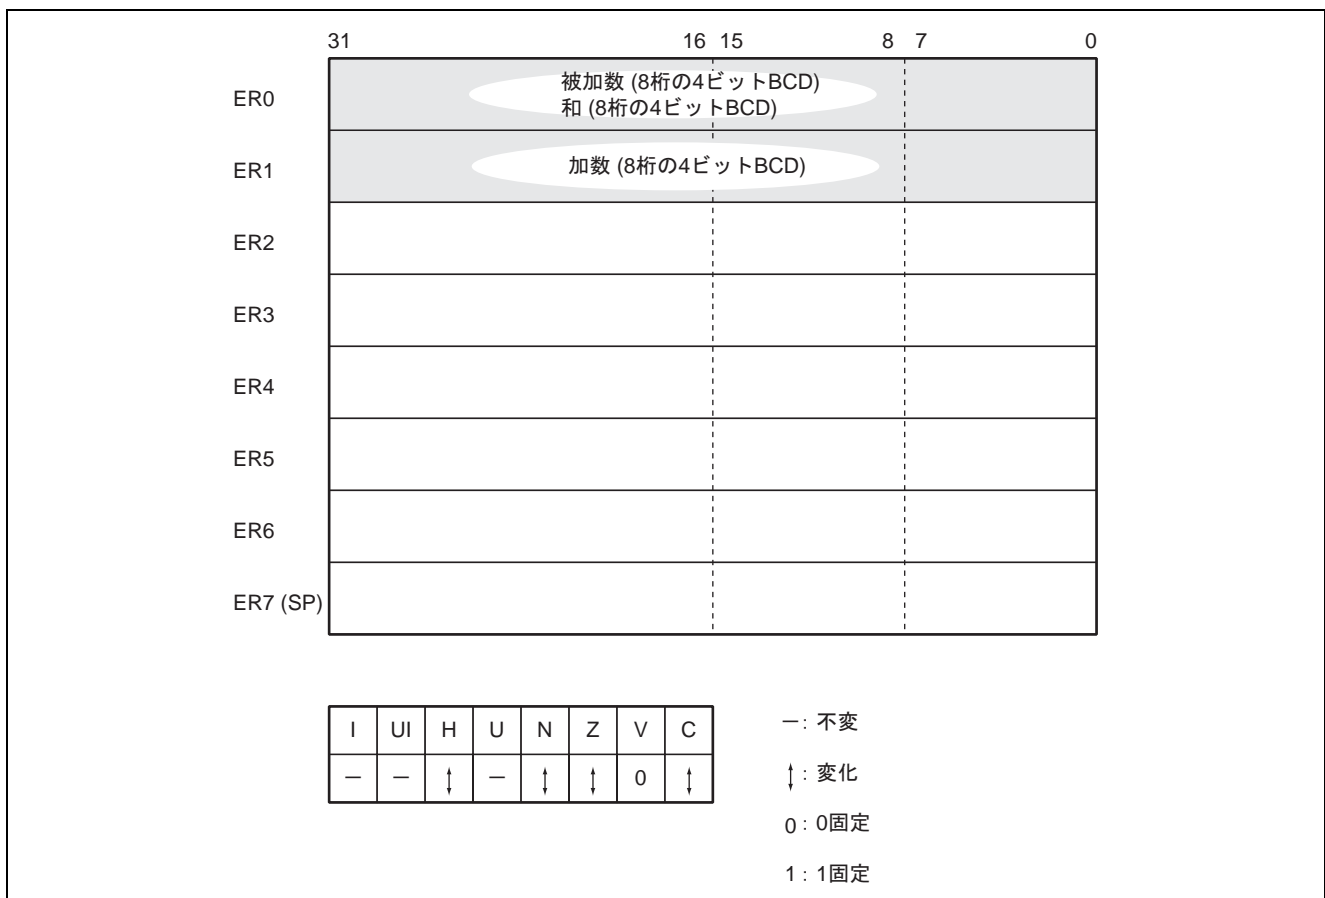 31 16 15 8 7 0
ER0 被加数 (8桁の4ビットBCD)
和 (8桁の4ビットBCD)
ER1 加数 (8桁の4ビットBCD)
ER2
ER3
ER4
ER5
ER6
ER7 (SP)
I UI H U N Z V C
－ － ↕ － ↕ ↕ 0 ↕
－: 不変
↕: 変化
0: 0固定
1: 1固定